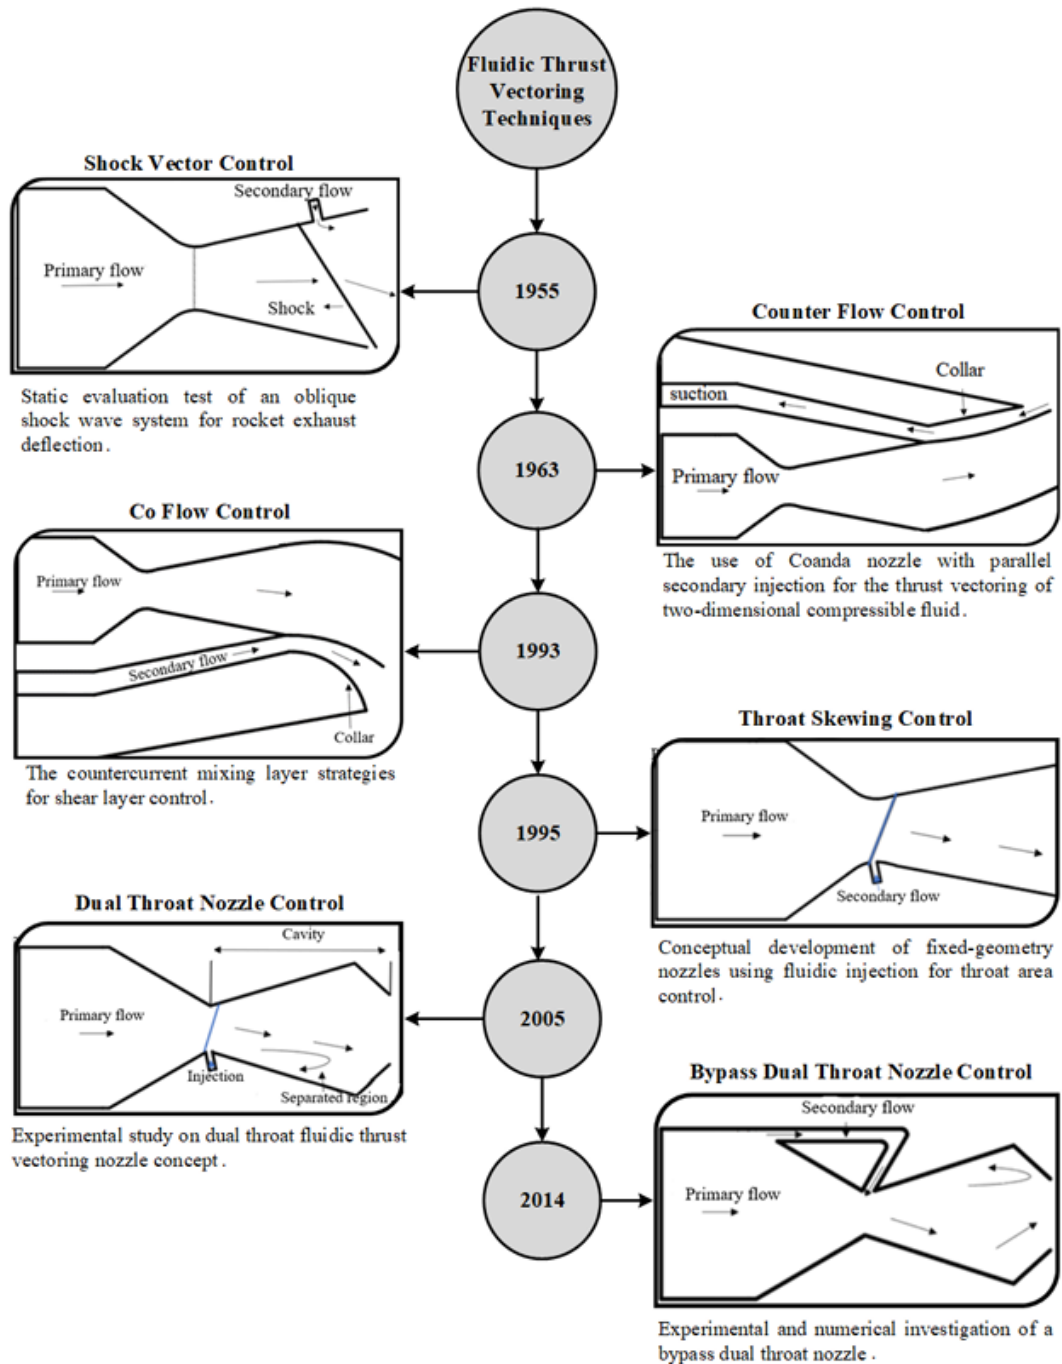 Fluidic Thrust
Vectoring
Techniques
Shock Vector Control
Secondary flow
Primary flow
Shock
1955
Static evaluation test of an oblique
shock wave system for rocket exhaust
deflection.
Counter Flow Control
Collar
suction
Primary flow
1963
The use of Coanda nozzle with parallel
secondary injection for the thrust vectoring of
two-dimensional compressible fluid.
Co Flow Control
Primary flow
Secondary flow
Collar
1993
The countercurrent mixing layer strategies
for shear layer control.
Throat Skewing Control
Primary flow
Secondary flow
1995
Conceptual development of fixed-geometry
nozzles using fluidic injection for throat area
control.
Dual Throat Nozzle Control
Cavity
Primary flow
Injection
Separated region
2005
Experimental study on dual throat fluidic thrust
vectoring nozzle concept.
Bypass Dual Throat Nozzle Control
Secondary flow
Primary flow
2014
Experimental and numerical investigation of a
bypass dual throat nozzle.